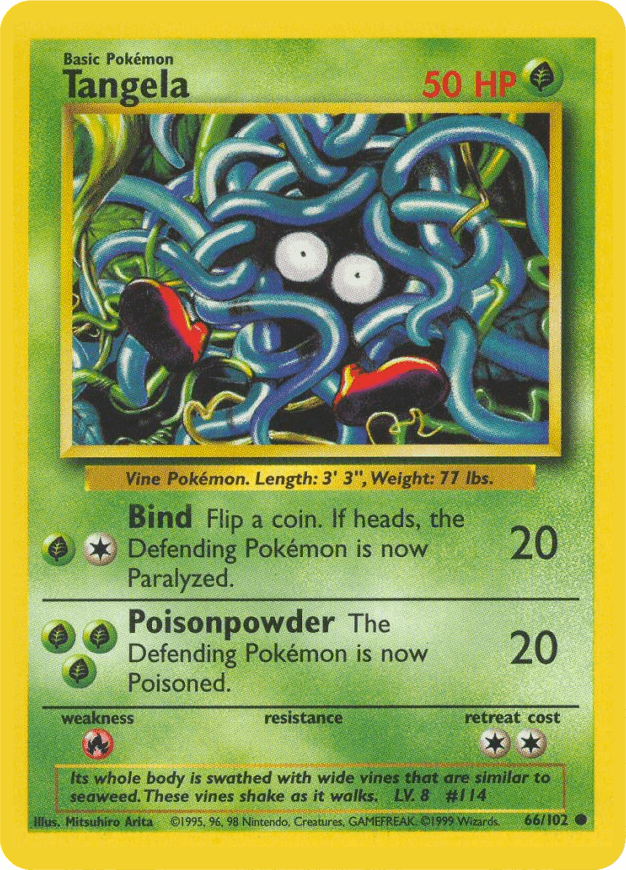 Basic Pokémon
Tangela
50 HP
Vine Pokémon. Length: 3' 3", Weight: 77 lbs.
Bind Flip a coin. If heads, the
Defending Pokémon is now
Paralyzed.
20
Poisonpowder The
Defending Pokémon is now
Poisoned.
20
weakness resistance retreat cost
Its whole body is swathed with wide vines that are similar to
seaweed. These vines shake as it walks. LV. 8 #114
Illus. Mitsuhiro Arita ©1995, 96, 98 Nintendo, Creatures, GAMEFREAK. ©1999 Wizards. 66/102